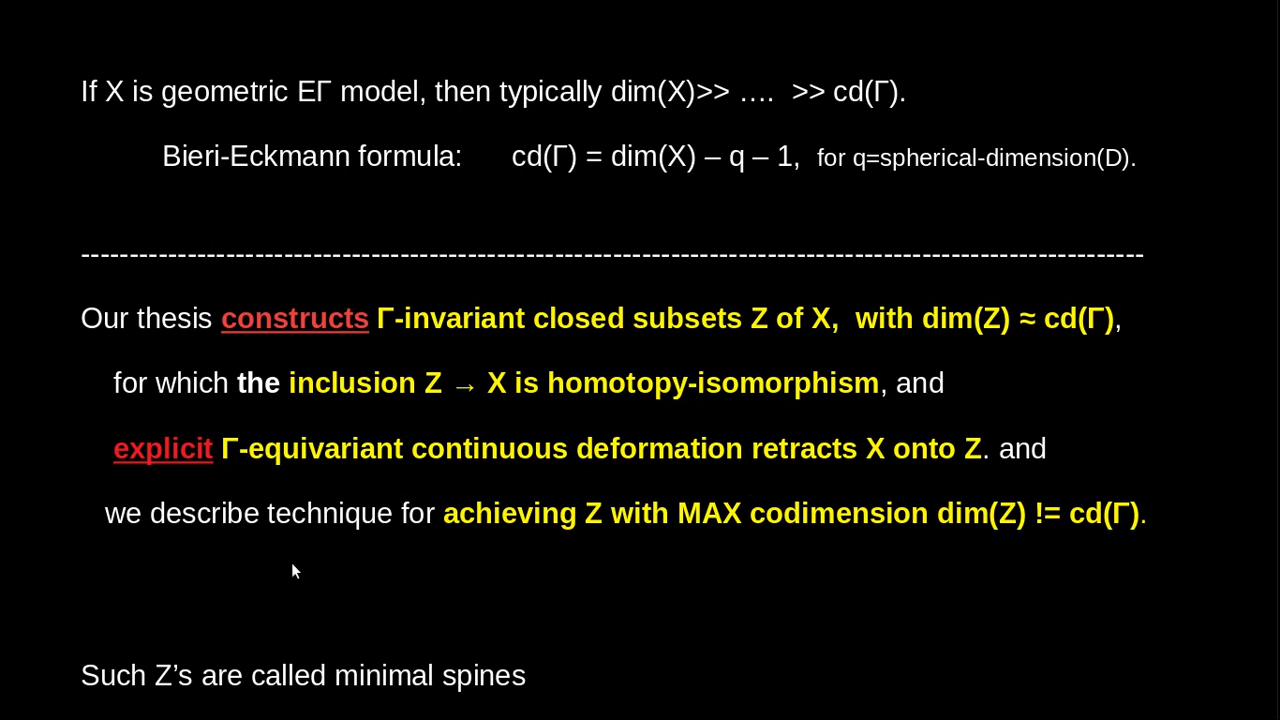 If X is geometric EΓ model, then typically dim(X)>> ….  >> cd(Γ).
Bieri-Eckmann formula:      cd(Γ) = dim(X) – q – 1,  for q=spherical-dimension(D).
-----------------------------------------------------------------------------------------------------------
Our thesis constructs Γ-invariant closed subsets Z of X,  with dim(Z) ≈ cd(Γ),
for which the inclusion Z → X is homotopy-isomorphism, and
explicit Γ-equivariant continuous deformation retracts X onto Z. and
we describe technique for achieving Z with MAX codimension dim(Z) != cd(Γ).
Such Z’s are called minimal spines